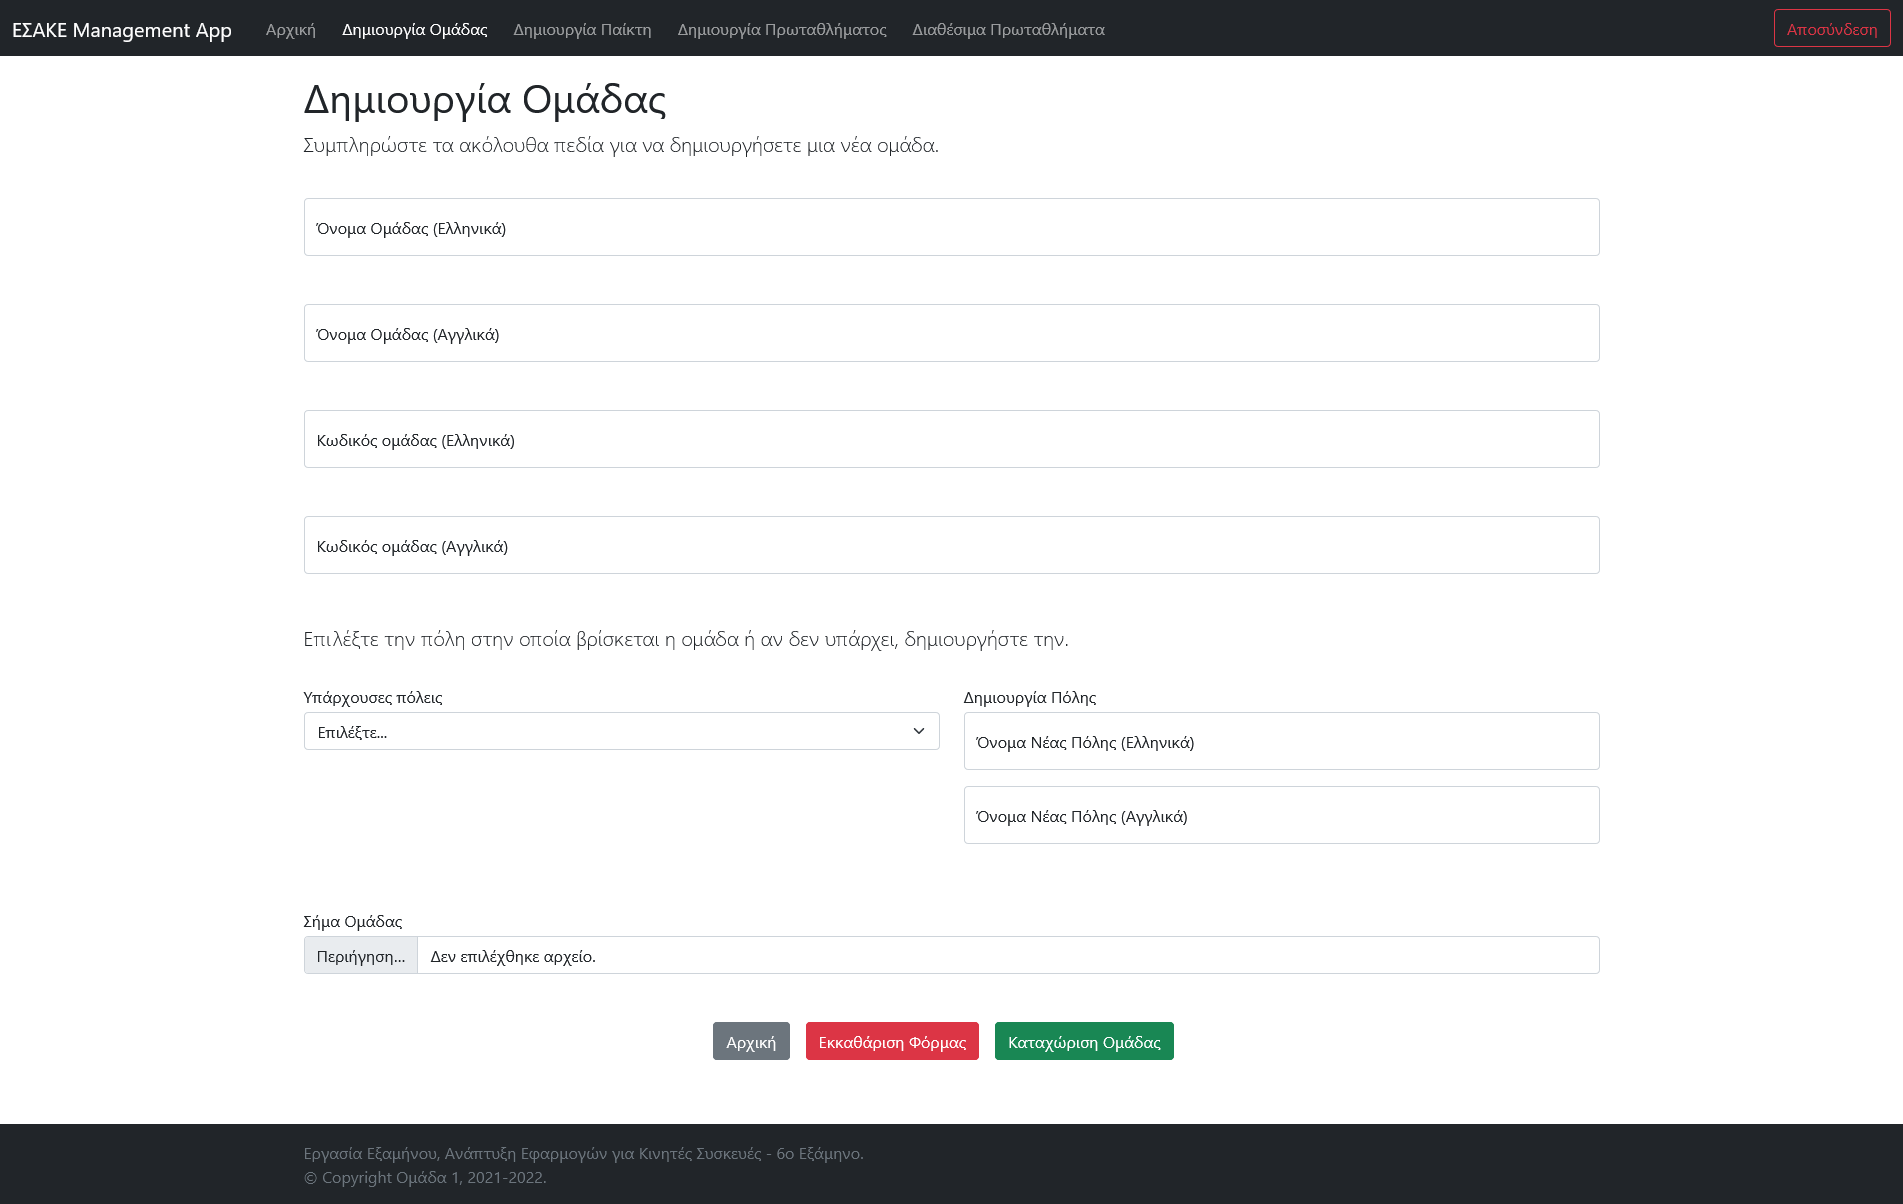 ΕΣΑΚΕ Management App Αρχική Δημιουργία Ομάδας Δημιουργία Παίκτη Δημιουργία Πρωταθλήματος Διαθέσιμα Πρωταθλήματα Αποσύνδεση
Δημιουργία Ομάδας
Συμπληρώστε τα ακόλουθα πεδία για να δημιουργήσετε μια νέα ομάδα.
Όνομα Ομάδας (Ελληνικά)
Όνομα Ομάδας (Αγγλικά)
Κωδικός ομάδας (Ελληνικά)
Κωδικός ομάδας (Αγγλικά)
Επιλέξτε την πόλη στην οποία βρίσκεται η ομάδα ή αν δεν υπάρχει, δημιουργήστε την.
Υπάρχουσες πόλεις
Επιλέξτε...
Δημιουργία Πόλης
Όνομα Νέας Πόλης (Ελληνικά)
Όνομα Νέας Πόλης (Αγγλικά)
Σήμα Ομάδας
Περιήγηση... Δεν επιλέχθηκε αρχείο.
Αρχική Εκκαθάριση Φόρμας Καταχώριση Ομάδας
Εργασία Εξαμήνου, Ανάπτυξη Εφαρμογών για Κινητές Συσκευές - 6ο Εξάμηνο.
© Copyright Ομάδα 1, 2021-2022.